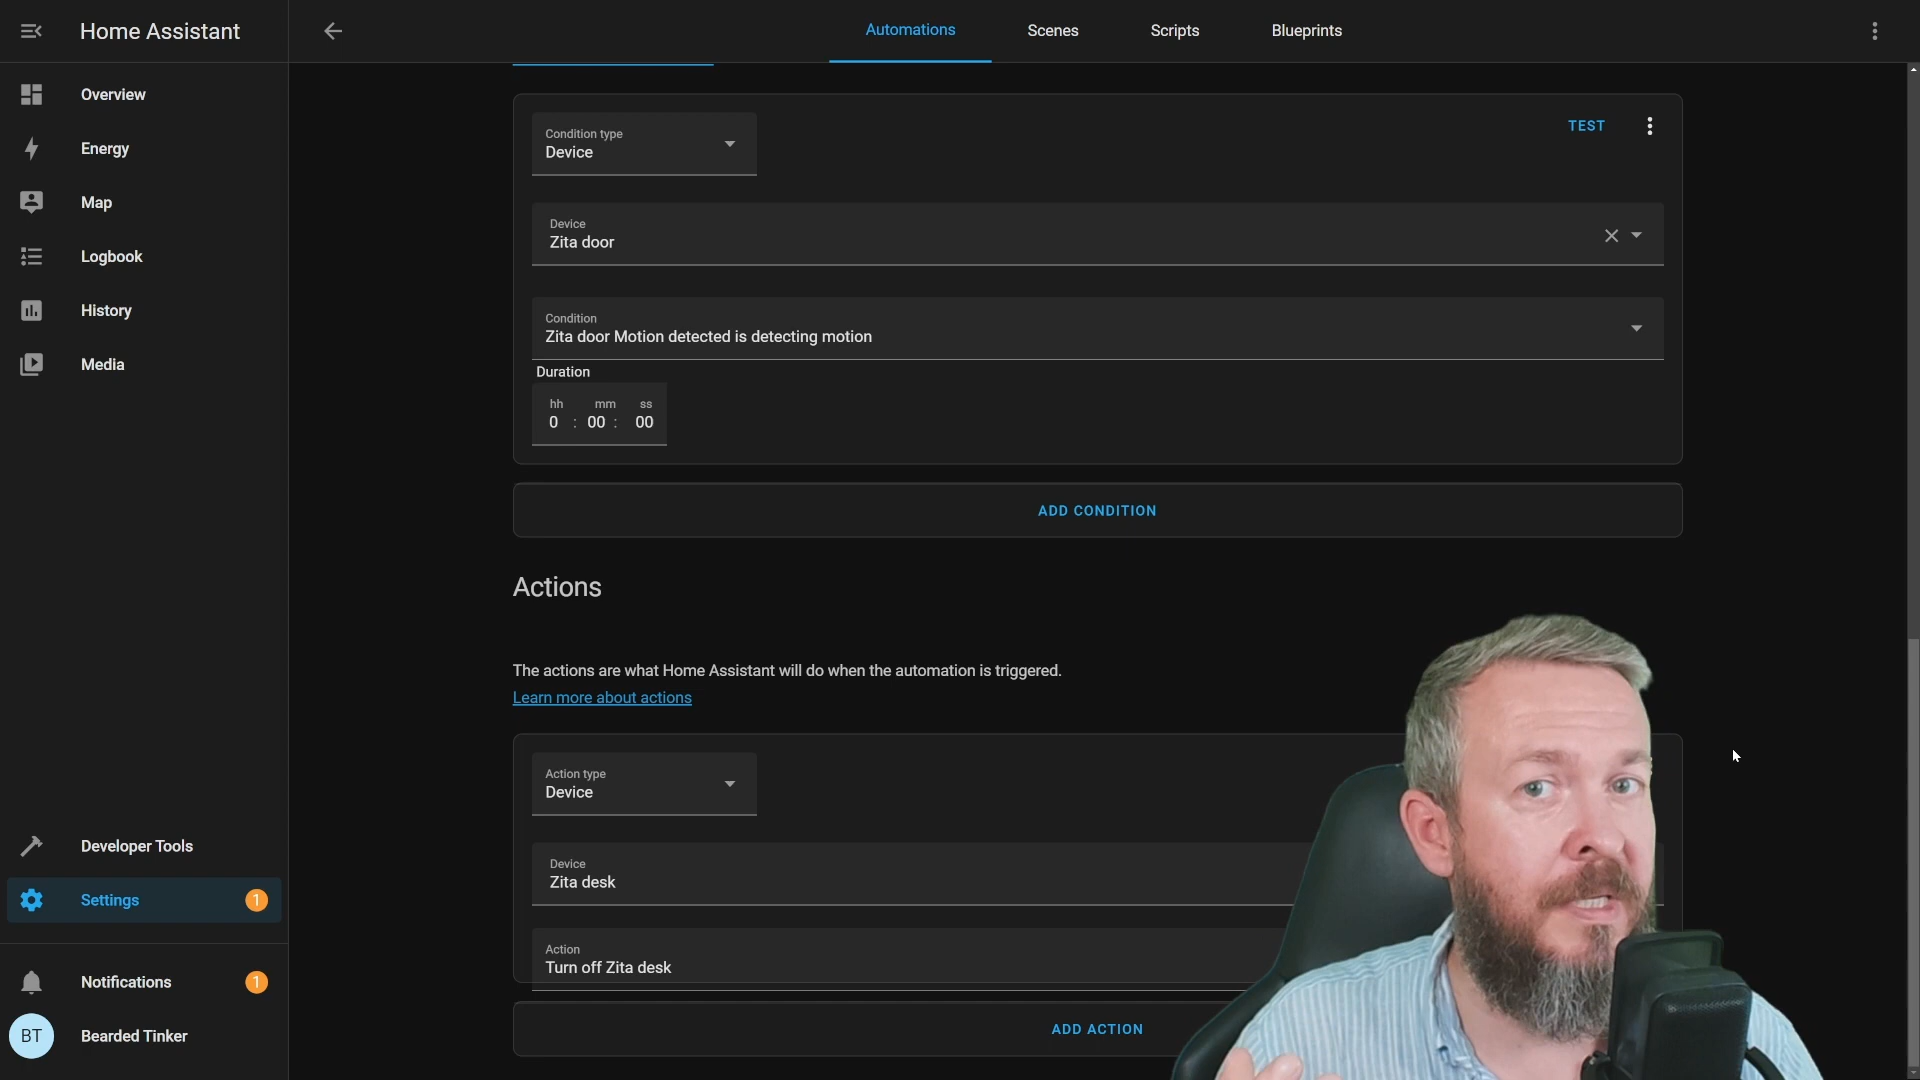 Home Assistant
Automations
Scenes
Scripts
Blueprints
Overview
Energy
Map
Logbook
History
Media
Condition type
Device
TEST
Device
Zita door
Condition
Zita door Motion detected is detecting motion
Duration
hh mm ss
0 : 00 : 00
ADD CONDITION
Actions
The actions are what Home Assistant will do when the automation is triggered.
Learn more about actions
Action type
Device
Device
Zita desk
Action
Turn off Zita desk
ADD ACTION
Developer Tools
Settings 1
Notifications 1
BT Bearded Tinker